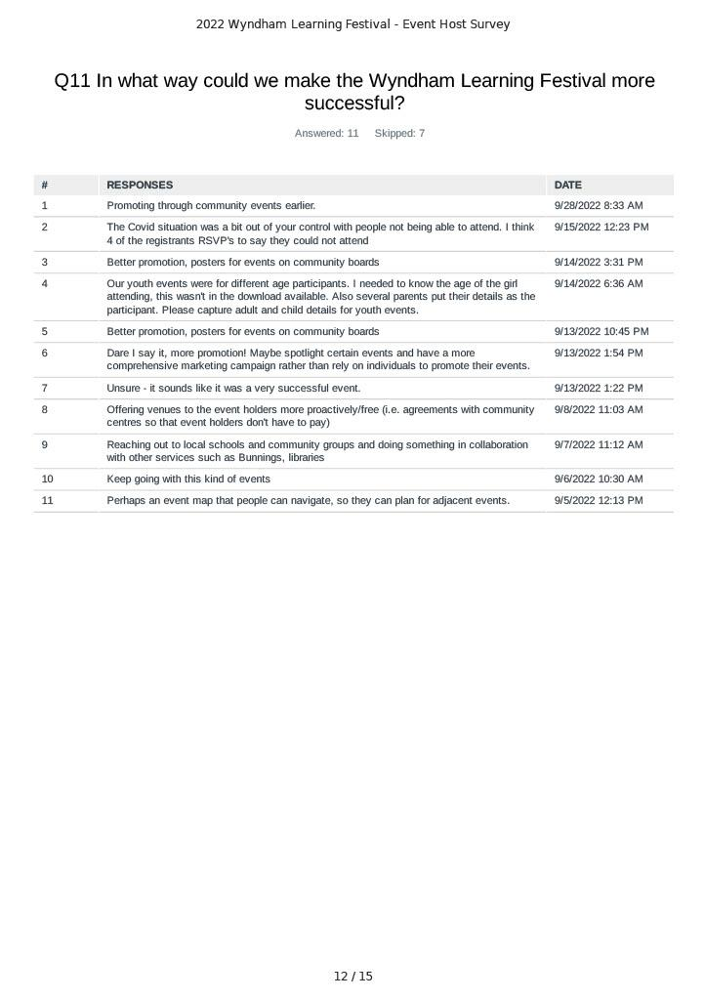 2022 Wyndham Learning Festival - Event Host Survey
Q11 In what way could we make the Wyndham Learning Festival more
successful?
Answered: 11 Skipped: 7
# RESPONSES DATE
1 Promoting through community events earlier. 9/28/2022 8:33 AM
2 The Covid situation was a bit out of your control with people not being able to attend. I think 9/15/2022 12:23 PM
4 of the registrants RSVP's to say they could not attend
3 Better promotion, posters for events on community boards 9/14/2022 3:31 PM
4 Our youth events were for different age participants. I needed to know the age of the girl 9/14/2022 6:36 AM
attending, this wasn't in the download available. Also several parents put their details as the
participant. Please capture adult and child details for youth events.
5 Better promotion, posters for events on community boards 9/13/2022 10:45 PM
6 Dare I say it, more promotion! Maybe spotlight certain events and have a more 9/13/2022 1:54 PM
comprehensive marketing campaign rather than rely on individuals to promote their events.
7 Unsure - it sounds like it was a very successful event. 9/13/2022 1:22 PM
8 Offering venues to the event holders more proactively/free (i.e. agreements with community 9/8/2022 11:03 AM
centres so that event holders don't have to pay)
9 Reaching out to local schools and community groups and doing something in collaboration 9/7/2022 11:12 AM
with other services such as Bunnings, libraries
10 Keep going with this kind of events 9/6/2022 10:30 AM
11 Perhaps an event map that people can navigate, so they can plan for adjacent events. 9/5/2022 12:13 PM
12 / 15